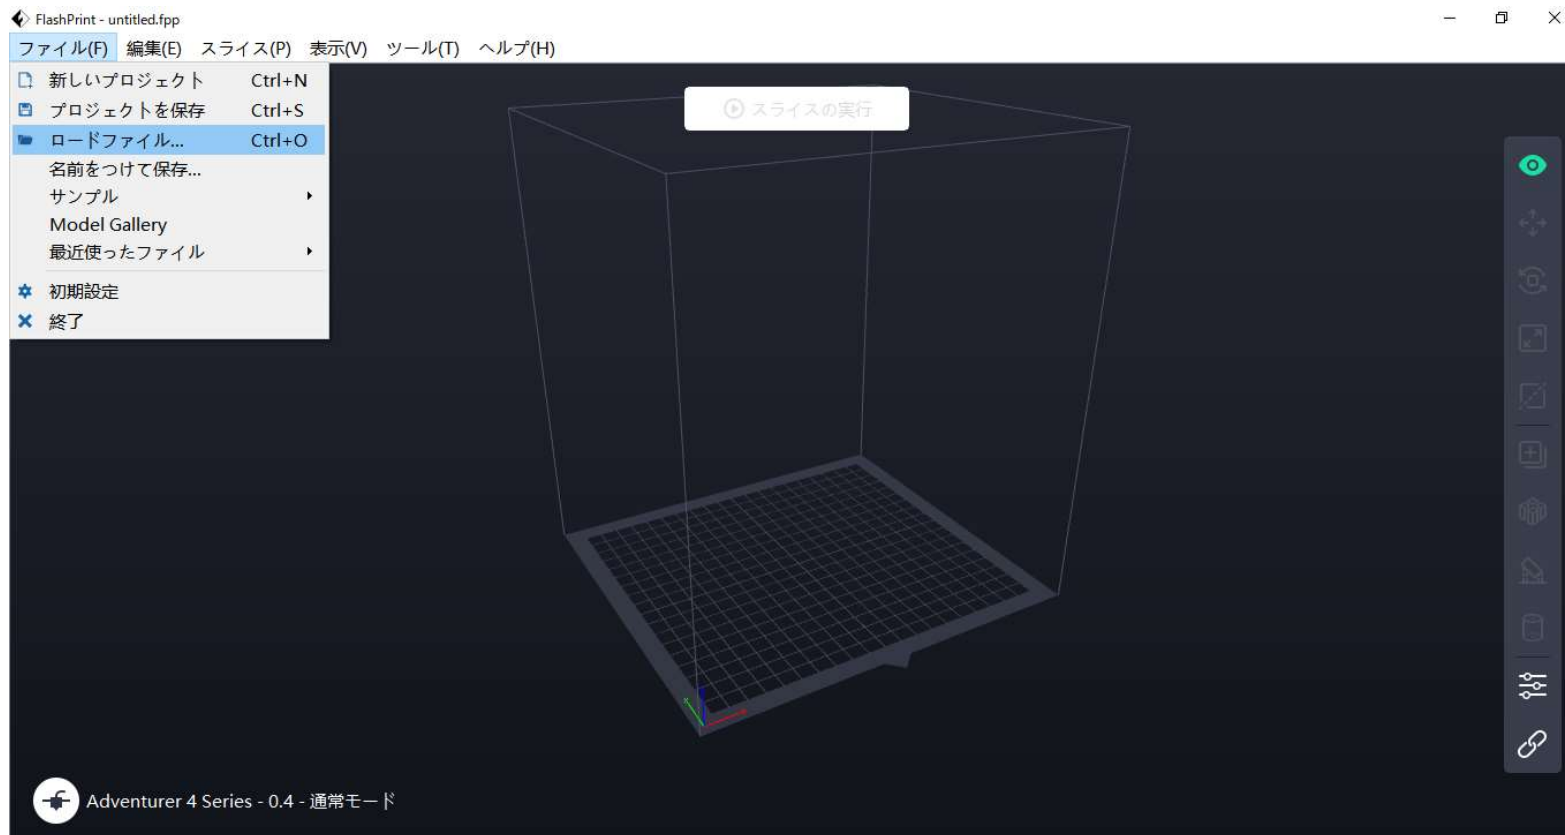 FlashPrint - untitled.fpp
ファイル(F) 編集(E) スライス(P) 表示(V) ツール(T) ヘルプ(H)
新しいプロジェクト Ctrl+N
プロジェクトを保存 Ctrl+S
ロードファイル... Ctrl+O
名前をつけて保存...
サンプル
Model Gallery
最近使ったファイル
初期設定
終了
スライスの実行
Adventurer 4 Series - 0.4 - 通常モード